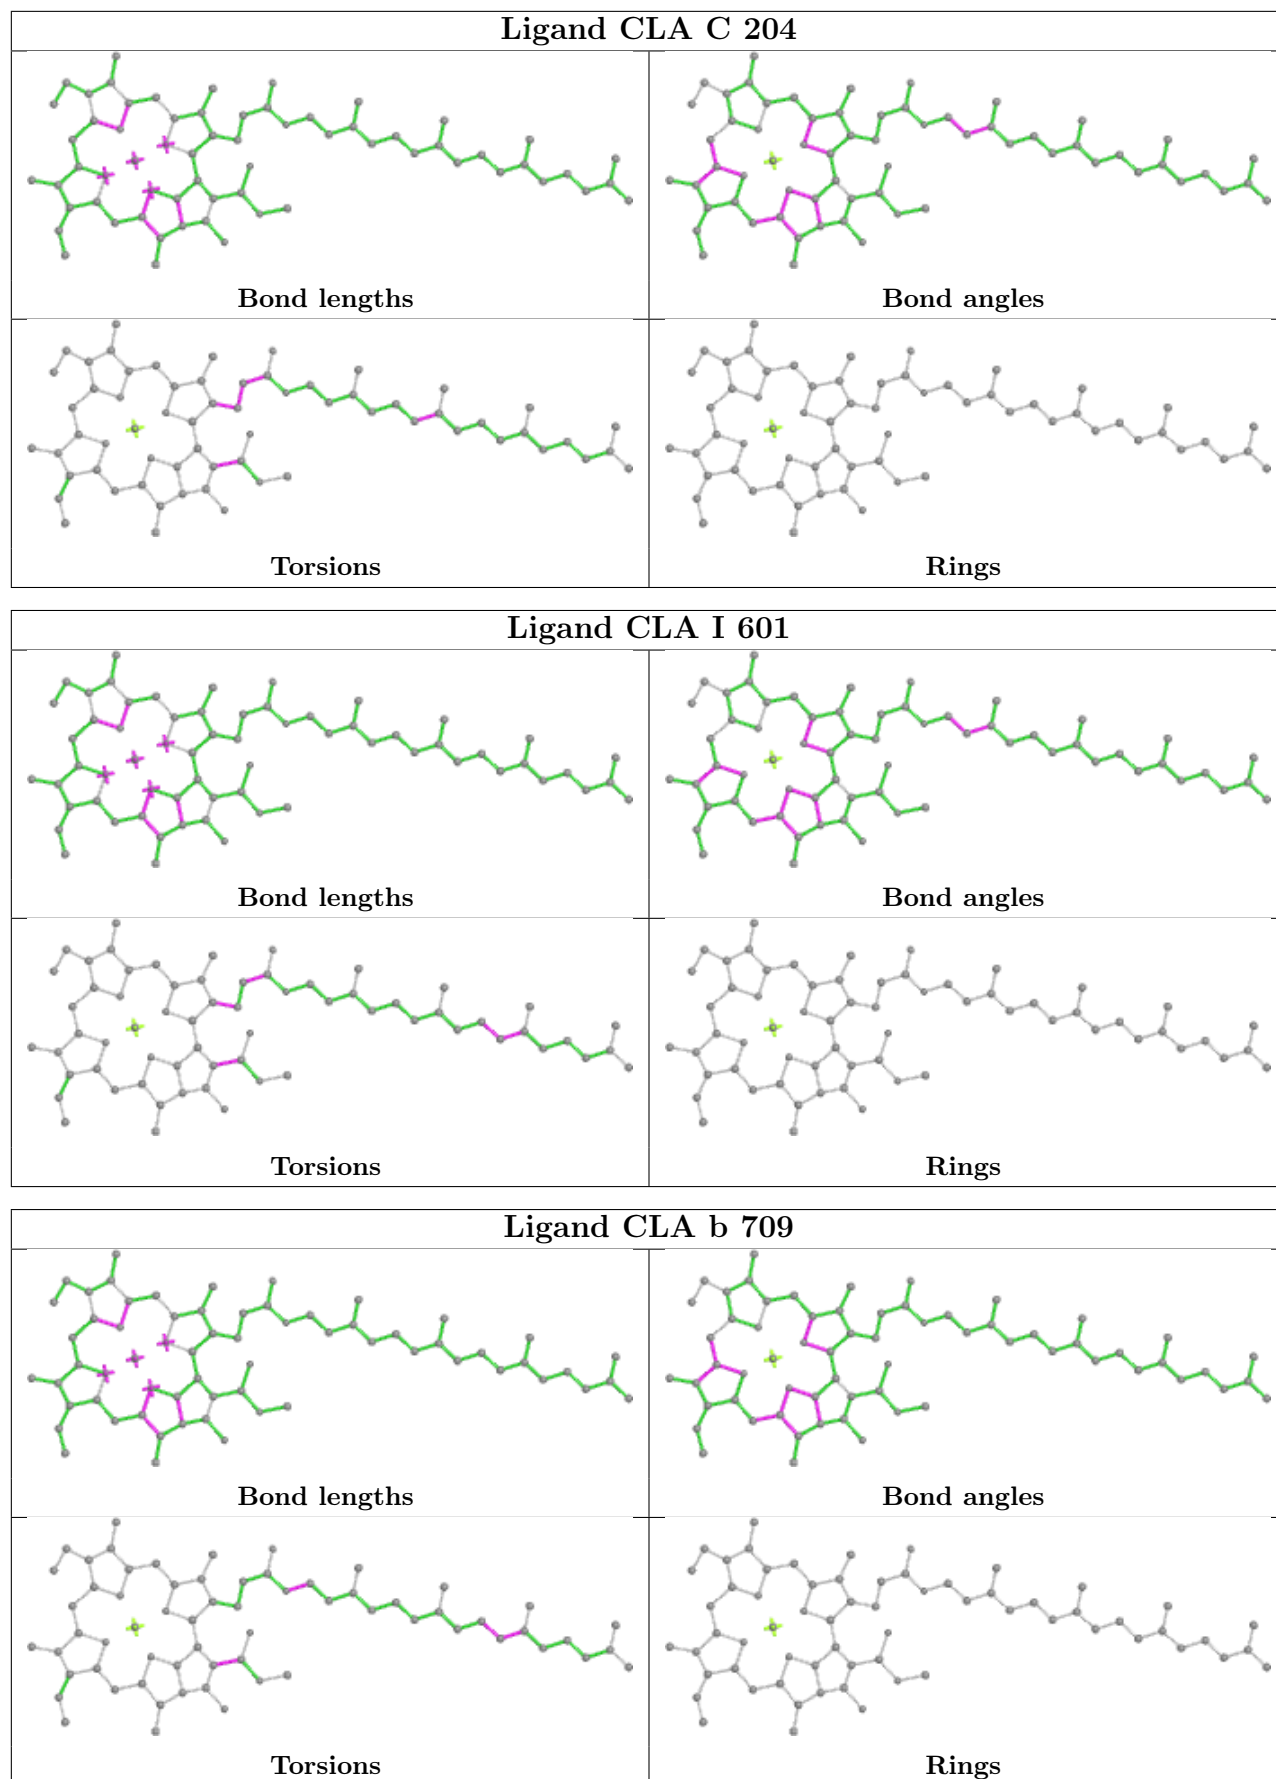 Ligand CLA C 204
Bond lengths
Bond angles
Torsions
Rings
Ligand CLA I 601
Bond lengths
Bond angles
Torsions
Rings
Ligand CLA b 709
Bond lengths
Bond angles
Torsions
Rings